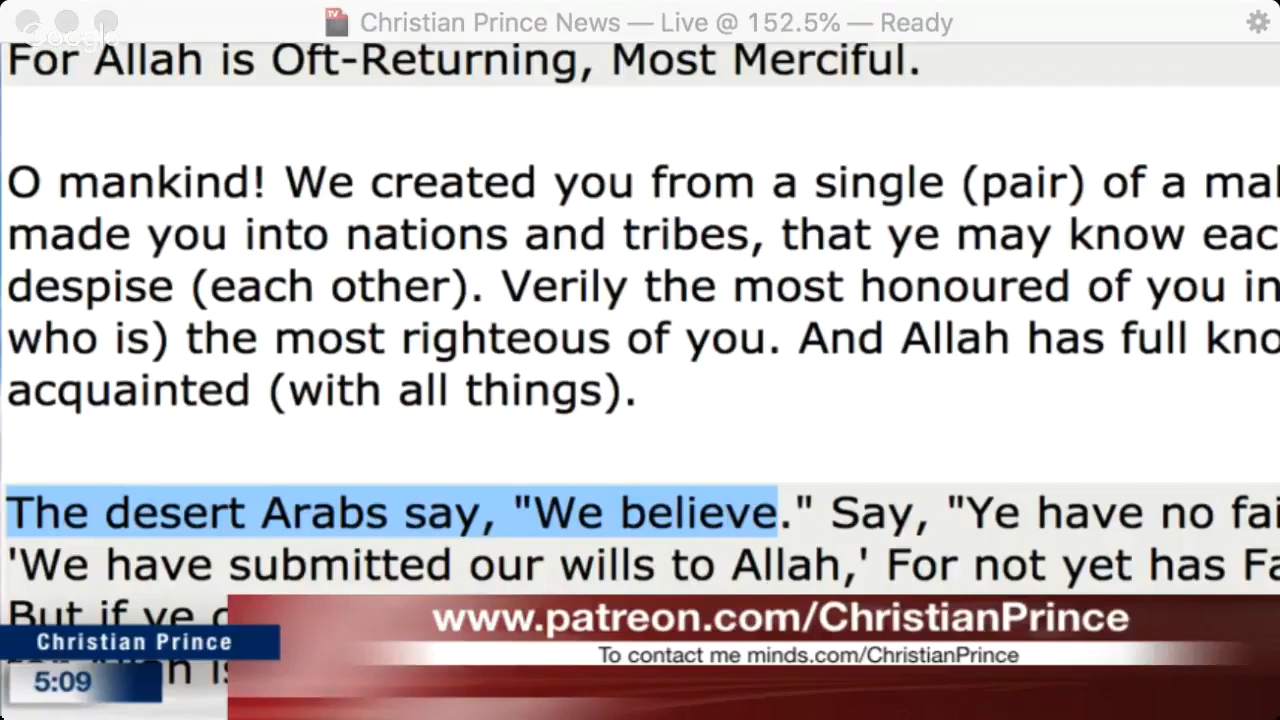 Christian Prince News — Live @ 152.5% — Ready
Google
For Allah is Oft-Returning, Most Merciful.
O mankind! We created you from a single (pair) of a mal
made you into nations and tribes, that ye may know eac
despise (each other). Verily the most honoured of you in
who is) the most righteous of you. And Allah has full kno
acquainted (with all things).
The desert Arabs say, "We believe." Say, "Ye have no fai
'We have submitted our wills to Allah,' For not yet has Fa
But if ye
www.patreon.com/ChristianPrince
Christian Prince
To contact me minds.com/ChristianPrince
5:09